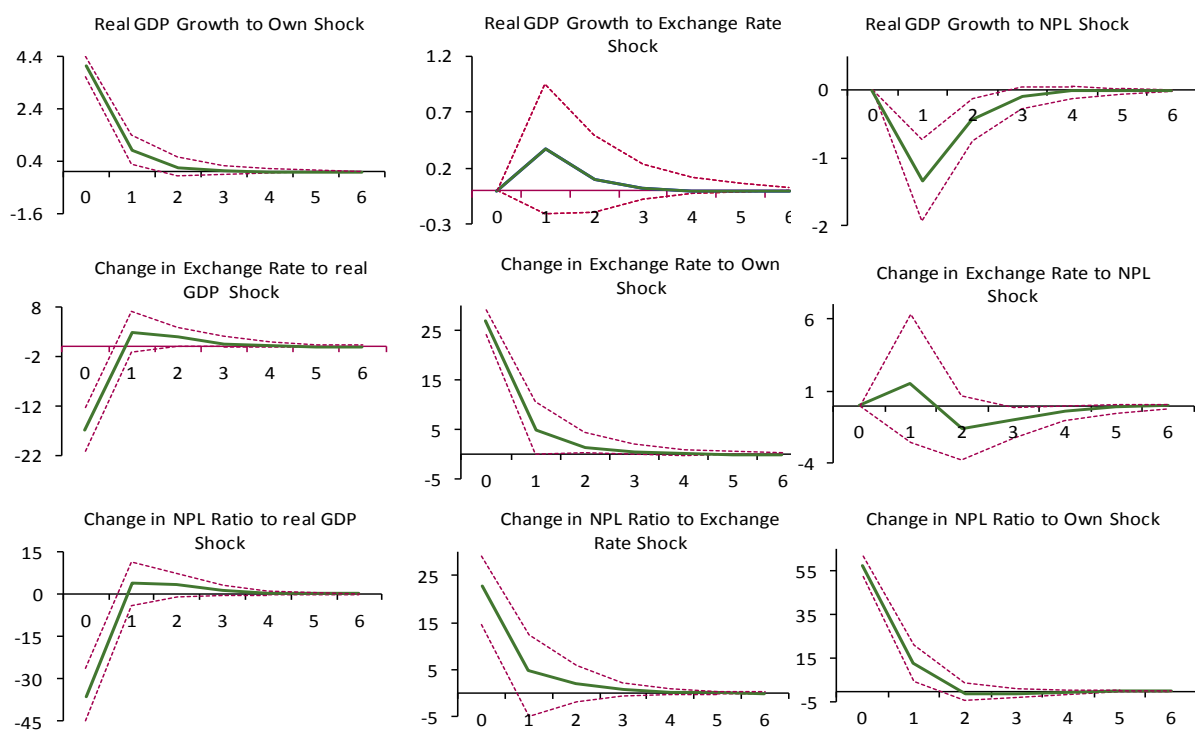 Real GDP Growth to Own Shock
4.4
2.4
0.4
-1.6
0 1 2 3 4 5 6
Real GDP Growth to Exchange Rate
Shock
1.2
0.7
0.2
-0.3
0 1 2 3 4 5 6
Real GDP Growth to NPL Shock
0
-1
-2
0 1 2 3 4 5 6
Change in Exchange Rate to real
GDP Shock
8
-2
-12
-22
0 1 2 3 4 5 6
Change in Exchange Rate to Own
Shock
25
15
5
-5
0 1 2 3 4 5 6
Change in Exchange Rate to NPL
Shock
6
1
-4
0 1 2 3 4 5 6
Change in NPL Ratio to real GDP
Shock
15
0
-15
-30
-45
0 1 2 3 4 5 6
Change in NPL Ratio to Exchange
Rate Shock
25
15
5
-5
0 1 2 3 4 5 6
Change in NPL Ratio to Own Shock
55
35
15
-5
0 1 2 3 4 5 6